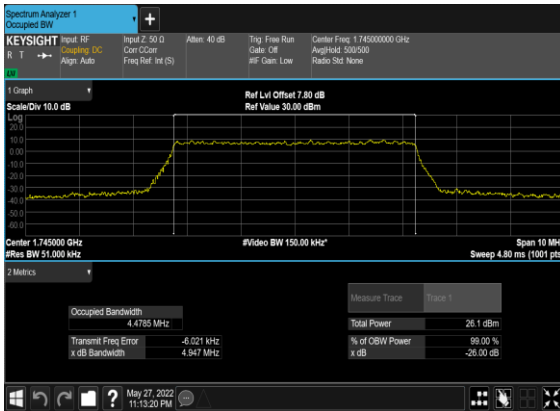 Spectrum Analyzer 1
Occupied BW
KEYSIGHT
R T
LXI
Input: RF
Coupling: DC
Align: Auto
Input Z: 50 Ω
Corr CCorr
Freq Ref: Int (S)
Atten: 40 dB
Trig: Free Run
Gate: Off
#IF Gain: Low
Center Freq: 1.745000000 GHz
Avg|Hold: 500/500
Radio Std: None
1 Graph
Scale/Div 10.0 dB
Ref Lvl Offset 7.80 dB
Ref Value 30.00 dBm
Log
20.0
10.0
0.00
-10.0
-20.0
-30.0
-40.0
-50.0
-60.0
Center 1.745000 GHz
#Res BW 51.000 kHz
#Video BW 150.00 kHz*
Span 10 MH
Sweep 4.80 ms (1001 pts
2 Metrics
Measure Trace Trace 1
Occupied Bandwidth
4.4785 MHz
Total Power 26.1 dBm
Transmit Freq Error -6.021 kHz
% of OBW Power 99.00 %
x dB Bandwidth 4.947 MHz
x dB -26.00 dB
?
May 27, 2022
11:13:20 PM